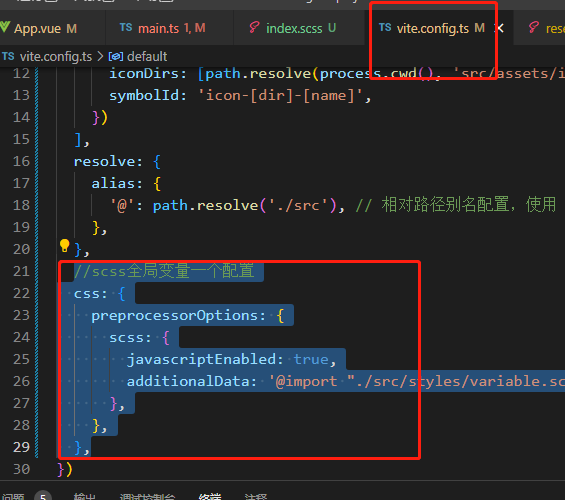 App.vue M
TS main.ts 1, M
index.scss M
TS vite.config.ts M ×
TS vite.config.ts > default
12 iconDirs: [path.resolve(process.cwd(), 'src/assets/i
13 symbolId: 'icon-[dir]-[name]',
14 })
15 ],
16 resolve: {
17 alias: {
18 '@': path.resolve('./src'), // 相对路径别名配置，使用
19 },
20 },
21 //scss全局变量一个配置
22 css: {
23 preprocessorOptions: {
24 scss: {
25 javascriptEnabled: true,
26 additionalData: '@import "./src/styles/variable.sc
27 },
28 },
29 },
30 })
问题 5 输出 调试控制台 终端 注释